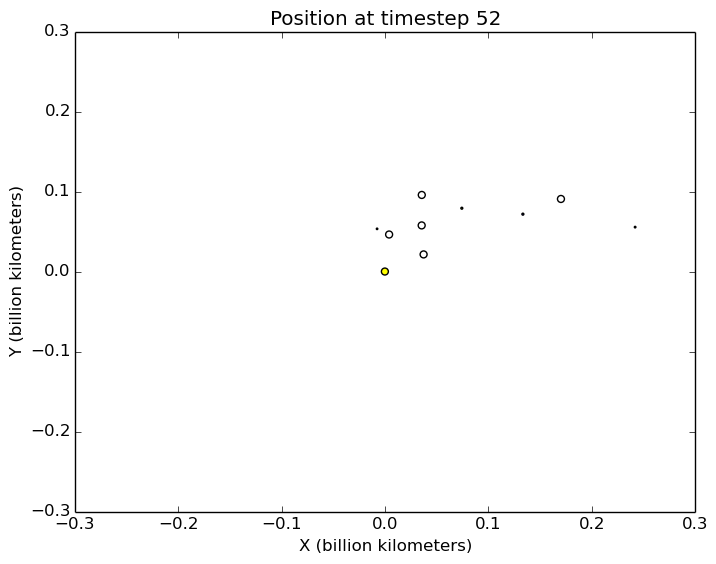 Position at timestep 52
0.3
0.2
0.1
0.0
−0.1
−0.2
−0.3
Y (billion kilometers)
−0.3 −0.2 −0.1 0.0 0.1 0.2 0.3
X (billion kilometers)